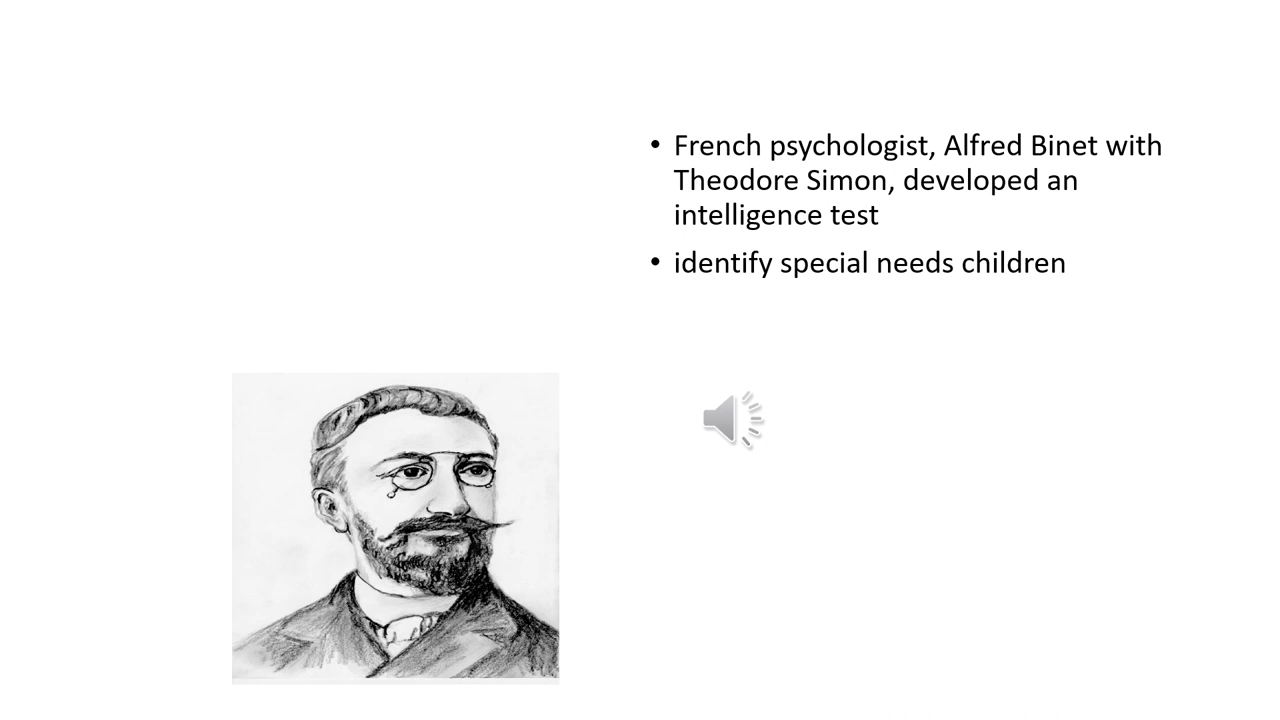 • French psychologist, Alfred Binet with
Theodore Simon, developed an
intelligence test
• identify special needs children